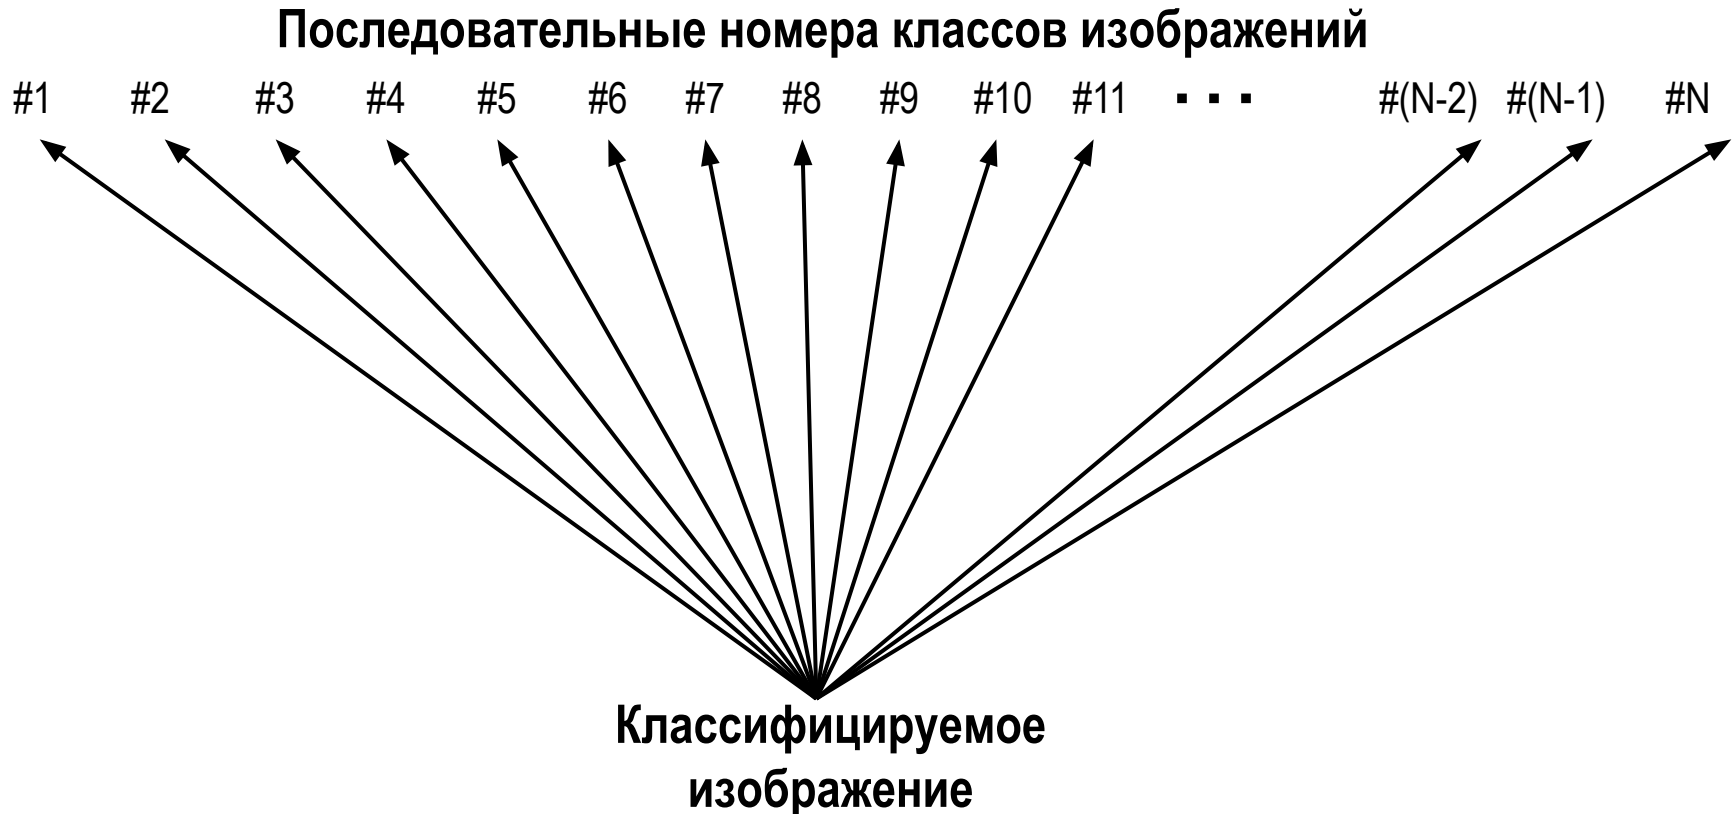 Последовательные номера классов изображений
#1 #2 #3 #4 #5 #6 #7 #8 #9 #10 #11 ... #(N-2) #(N-1) #N
Классифицируемое
изображение